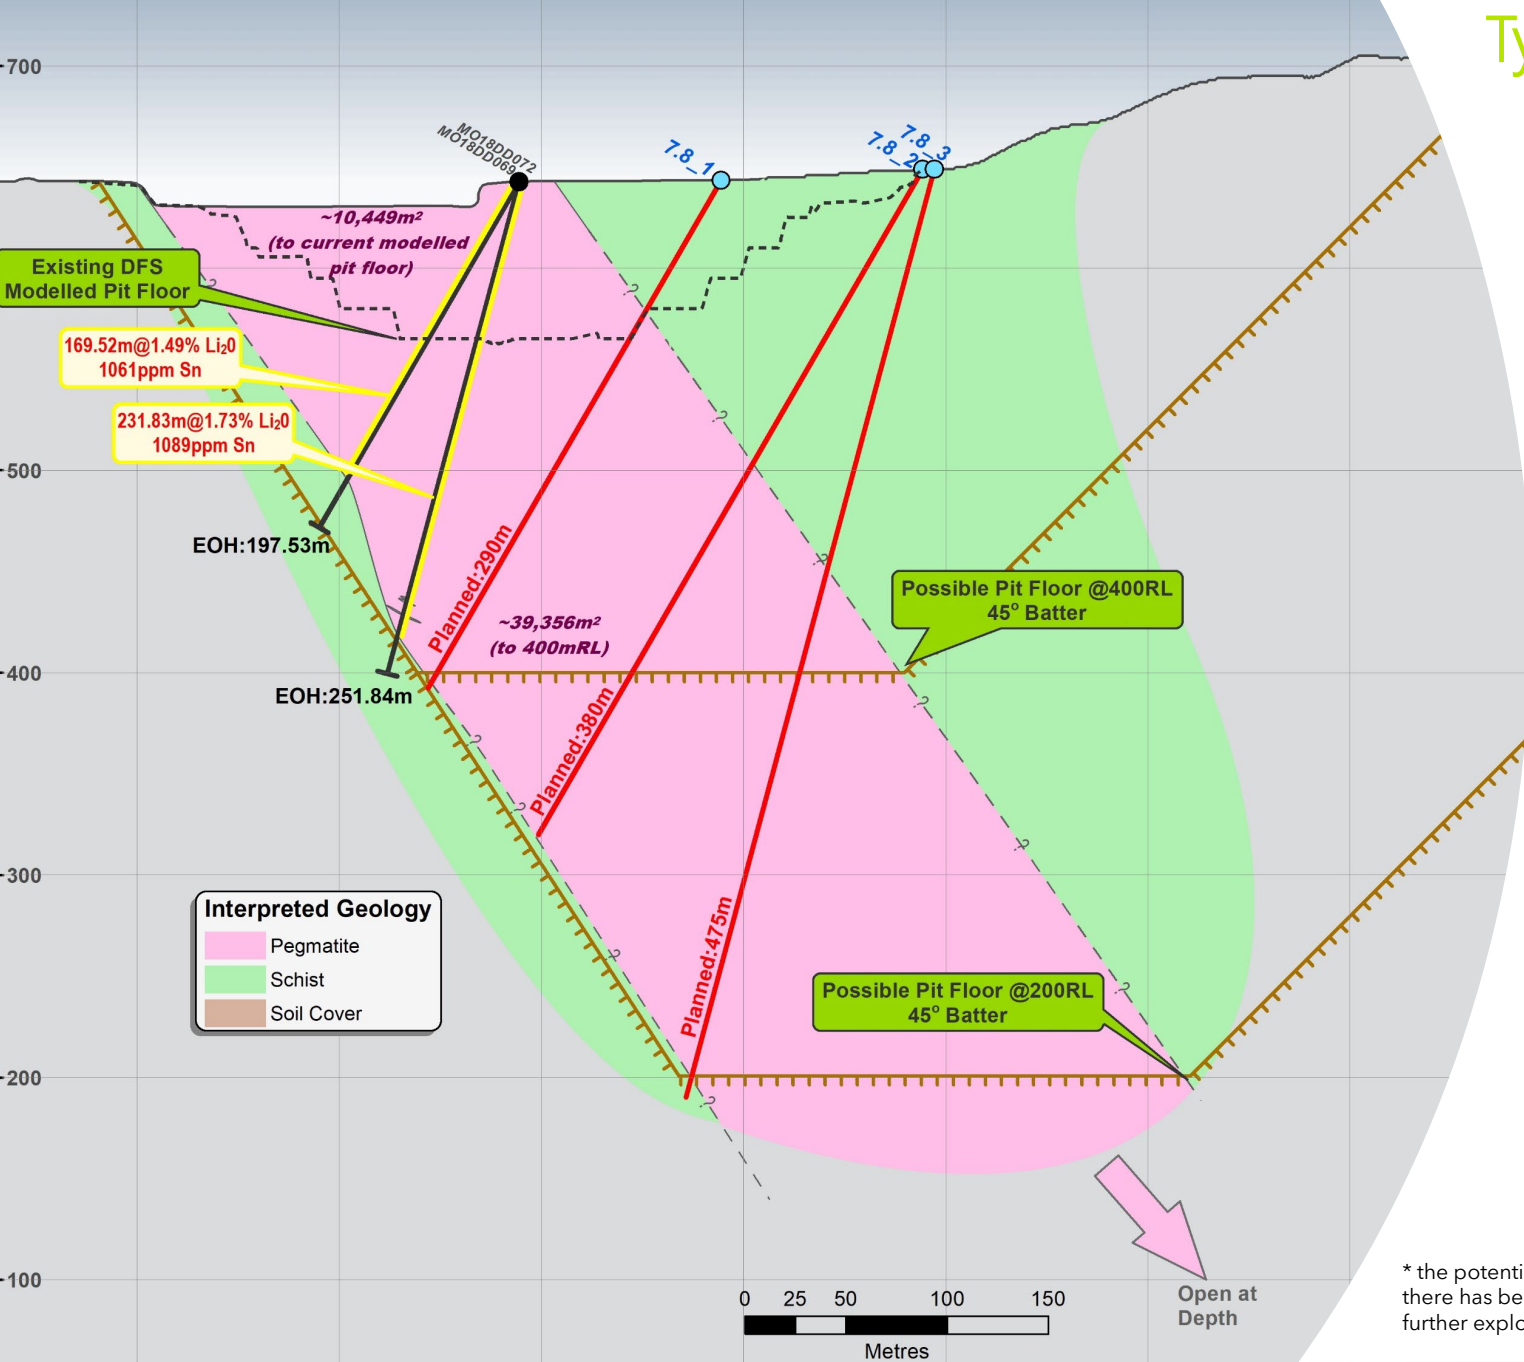 Ty
700
MO18DD072
MO18DD069
7.8_1
7.8_2
7.8_3
~10,449m²
(to current modelled
pit floor)
Existing DFS
Modelled Pit Floor
169.52m@1.49% Li₂0
1061ppm Sn
231.83m@1.73% Li₂0
1089ppm Sn
500
EOH:197.53m
Planned:290m
~39,356m²
(to 400mRL)
Possible Pit Floor @400RL
45° Batter
400
EOH:251.84m
Planned:380m
300
Interpreted Geology
Pegmatite
Schist
Soil Cover
Planned:475m
Possible Pit Floor @200RL
45° Batter
200
100
Open at
Depth
0 25 50 100 150
Metres
* the potenti
there has be
further explo